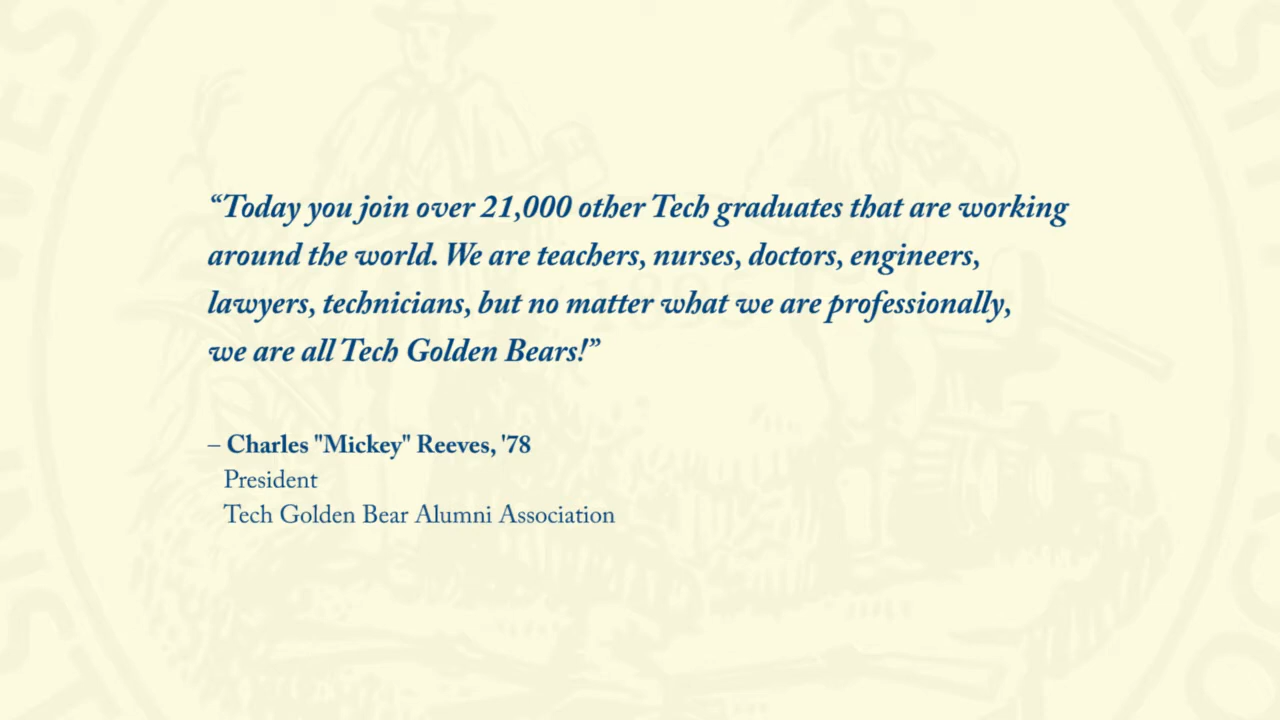 “Today you join over 21,000 other Tech graduates that are working
around the world. We are teachers, nurses, doctors, engineers,
lawyers, technicians, but no matter what we are professionally,
we are all Tech Golden Bears!”
– Charles "Mickey" Reeves, '78
President
Tech Golden Bear Alumni Association